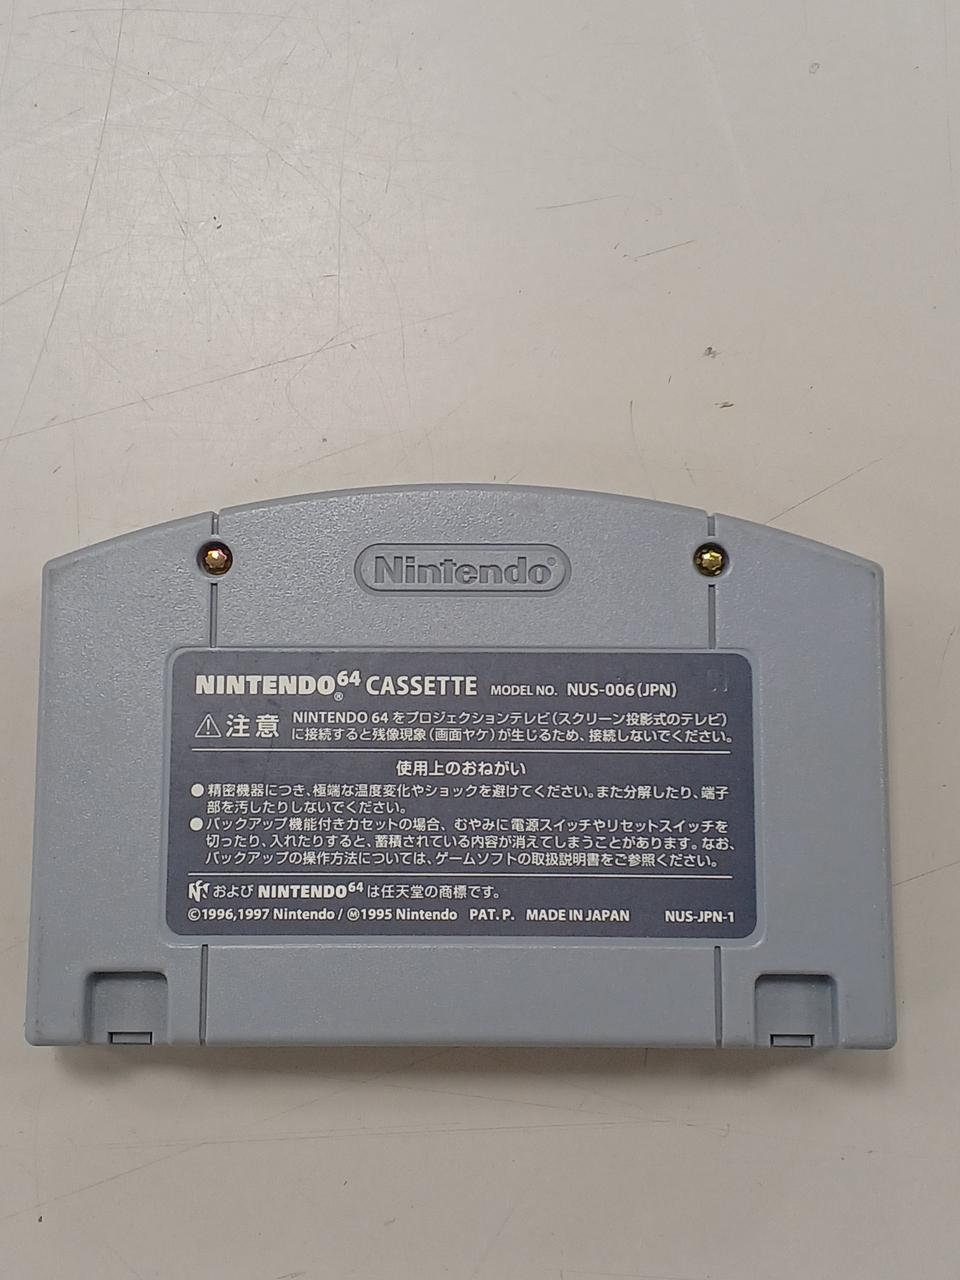 Nintendo®
NINTENDO64® CASSETTE MODEL NO. NUS-006(JPN)
⚠注意 NINTENDO 64 をプロジェクションテレビ(スクリーン投影式のテレビ)
に接続すると残像現象(画面ヤケ)が生じるため、接続しないでください。
使用上のおねがい
●精密機器につき、極端な温度変化やショックを避けてください。また分解したり、端子
部を汚したりしないでください。
●バックアップ機能付きカセットの場合、むやみに電源スイッチやリセットスイッチを
切ったり、入れたりすると、蓄積されている内容が消えてしまうことがあります。なお、
バックアップの操作方法については、ゲームソフトの取扱説明書をご参照ください。
およびNINTENDO64は任天堂の商標です。
©1996,1997 Nintendo/Ⓜ1995 Nintendo PAT. P. MADE IN JAPAN NUS-JPN-1